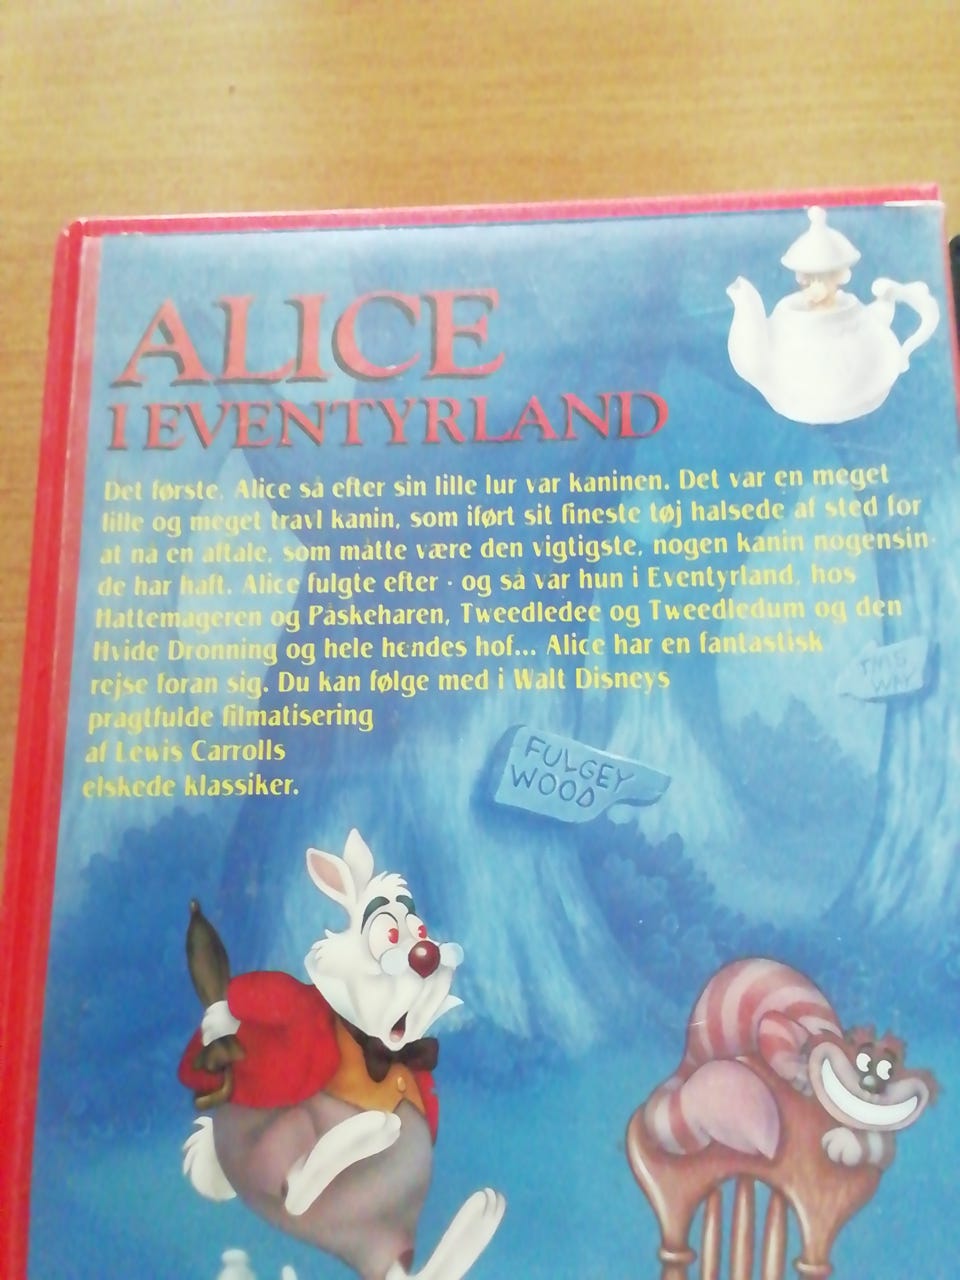 ALICE
I EVENTYRLAND
Det første, Alice så efter sin lille lur var kaninen. Det var en meget
lille og meget travl kanin, som iført sit fineste tøj halsede af sted for
at nå en aftale, som måtte være den vigtigste, nogen kanin nogensin-
de har haft. Alice fulgte efter - og så var hun i Eventyrland, hos
Hattemageren og Påskeharen, Tweedledee og Tweedledum og den
Hvide Dronning og hele hendes hof... Alice har en fantastisk
rejse foran sig. Du kan følge med i Walt Disneys
pragtfulde filmatisering
af Lewis Carrolls
elskede klassiker.
THIS
WAY
FULGEY
WOOD